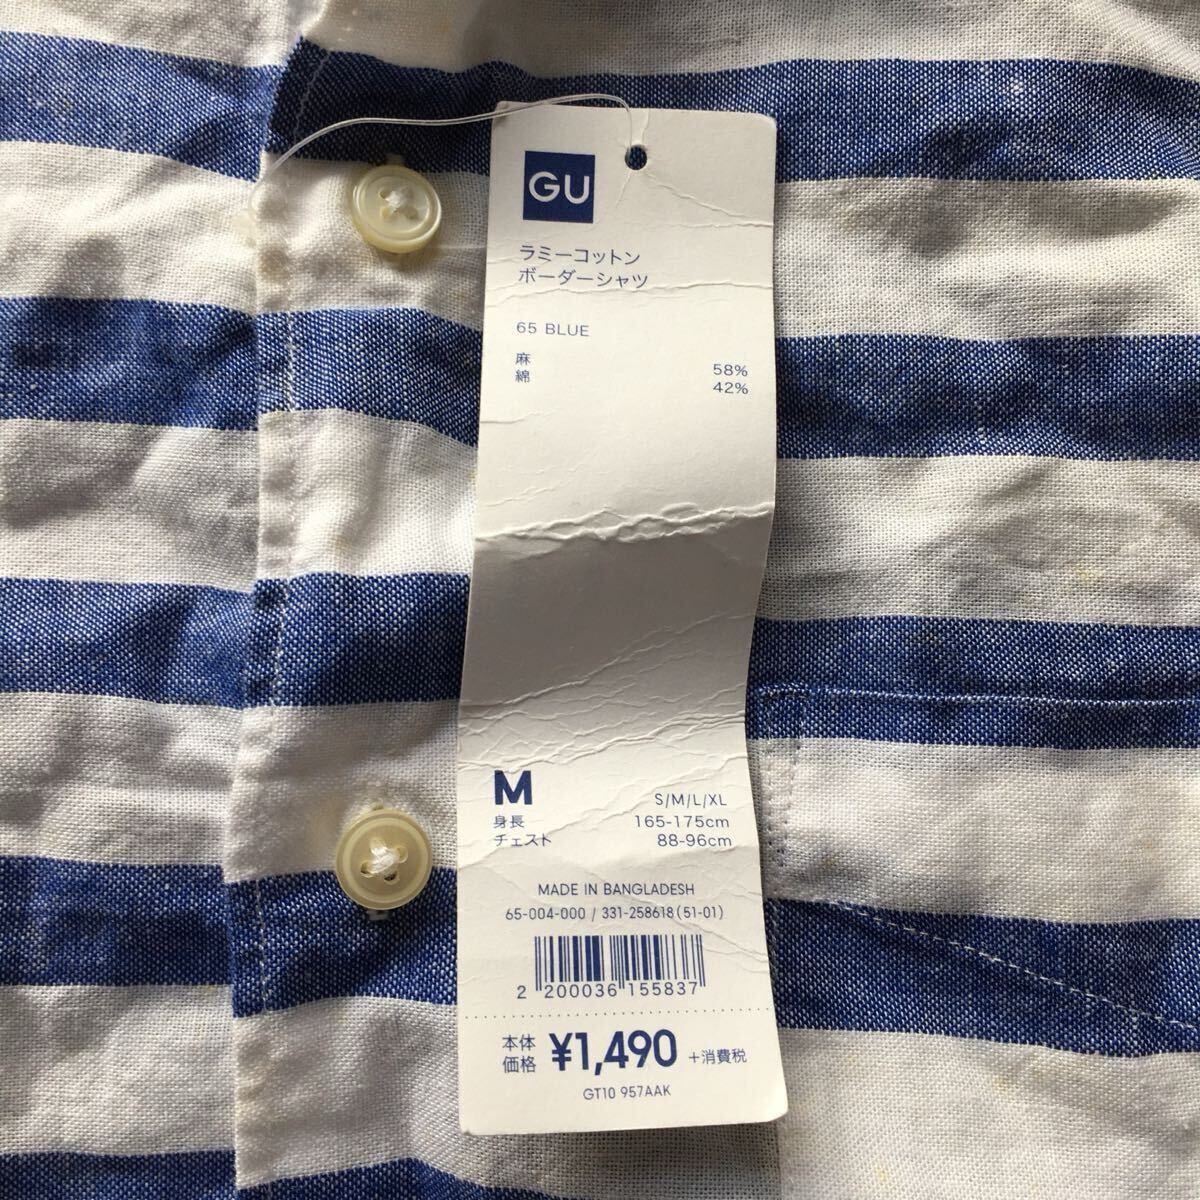 GU
ラミーコットン
ボーダーシャツ
65 BLUE
麻 58%
綿 42%
M S/M/L/XL
身長 165-175cm
チェスト 88-96cm
MADE IN BANGLADESH
65-004-000 / 331-258618(51-01)
2 200036 155837
本体価格 ¥1,490 +消費税
GT10 957AAK